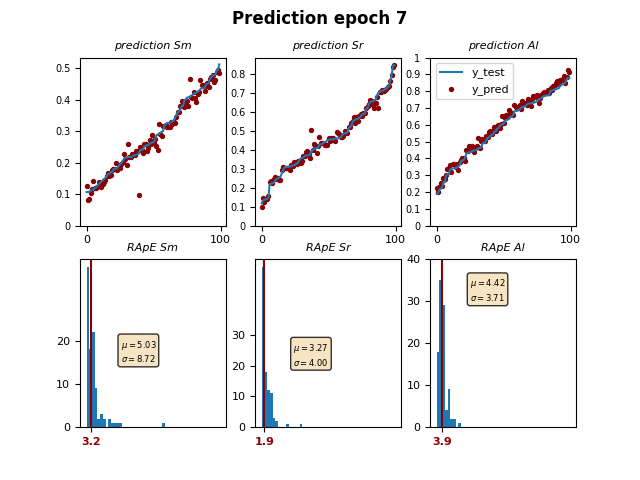 Prediction epoch 7
prediction Sm
prediction Sr
prediction Al
0.5
0.4
0.3
0.2
0.1
0
0 100
0.8
0.7
0.6
0.5
0.4
0.3
0.2
0.1
0
0 100
1
0.9
0.8
0.7
0.6
0.5
0.4
0.3
0.2
0.1
0
0 100
y_test
y_pred
RApE Sm
RApE Sr
RApE Al
20
10
0
μ=5.03
σ=8.72
3.2
30
20
10
0
μ=3.27
σ=4.00
1.9
40
30
20
10
0
μ=4.42
σ=3.71
3.9